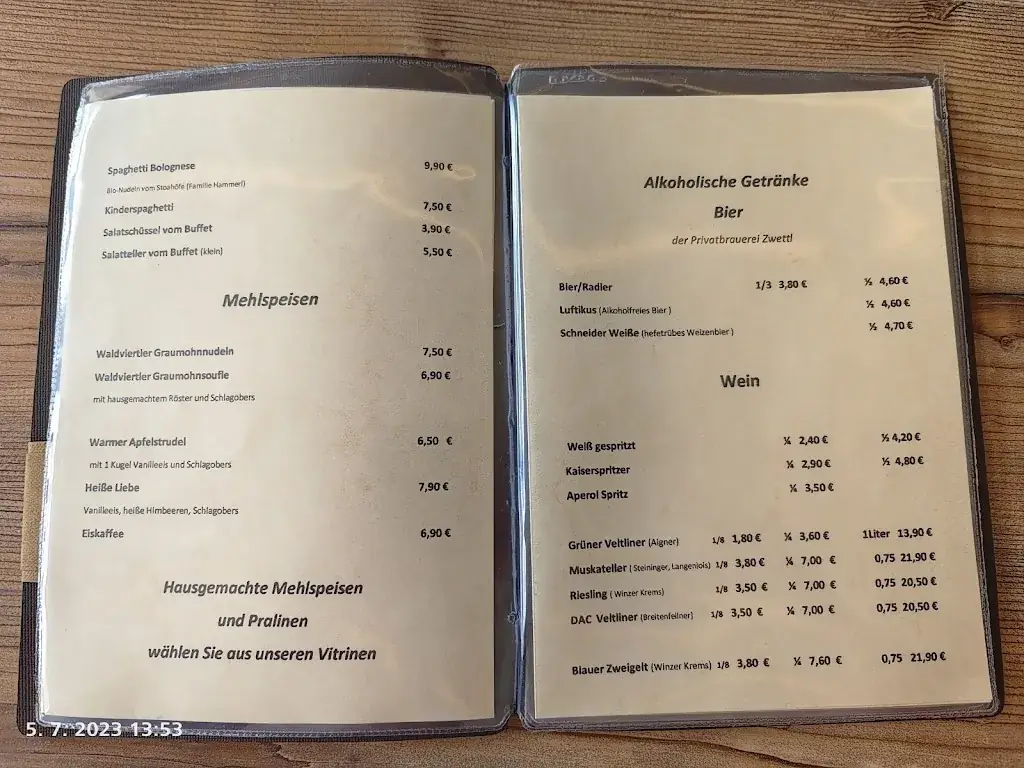 Spaghetti Bolognese 9,90 €
Bio-Nudeln vom Stoahöfe (Familie Hammerl)
Kinderspaghetti 7,50 €
Salatschüssel vom Buffet 3,90 €
Salatteller vom Buffet (klein) 5,50 €
Mehlspeisen
Waldviertler Graumohnnudeln 7,50 €
Waldviertler Graumohnsoufle 6,90 €
mit hausgemachtem Röster und Schlagobers
Warmer Apfelstrudel 6,50 €
mit 1 Kugel Vanilleeis und Schlagobers
Heiße Liebe 7,90 €
Vanilleeis, heiße Himbeeren, Schlagobers
Eiskaffee 6,90 €
Hausgemachte Mehlspeisen
und Pralinen
wählen Sie aus unseren Vitrinen
Alkoholische Getränke
Bier
der Privatbrauerei Zwettl
Bier/Radler 1/3 3,80 € ½ 4,60 €
Luftikus (Alkoholfreies Bier ) ½ 4,60 €
Schneider Weiße (hefetrübes Weizenbier ) ½ 4,70 €
Wein
Weiß gespritzt ¼ 2,40 € ½ 4,20 €
Kaiserspritzer ¼ 2,90 € ½ 4,80 €
Aperol Spritz ¼ 3,50 €
Grüner Veltliner (Aigner) 1/8 1,80 € ¼ 3,60 € 1Liter 13,90 €
Muskateller ( Steininger, Langenlois) 1/8 3,80 € ¼ 7,00 € 0,75 21,90 €
Riesling ( Winzer Krems) 1/8 3,50 € ¼ 7,00 € 0,75 20,50 €
DAC Veltliner (Breitenfellner) 1/8 3,50 € ¼ 7,00 € 0,75 20,50 €
Blauer Zweigelt (Winzer Krems) 1/8 3,80 € ¼ 7,60 € 0,75 21,90 €
5. 7. 2023 13:53